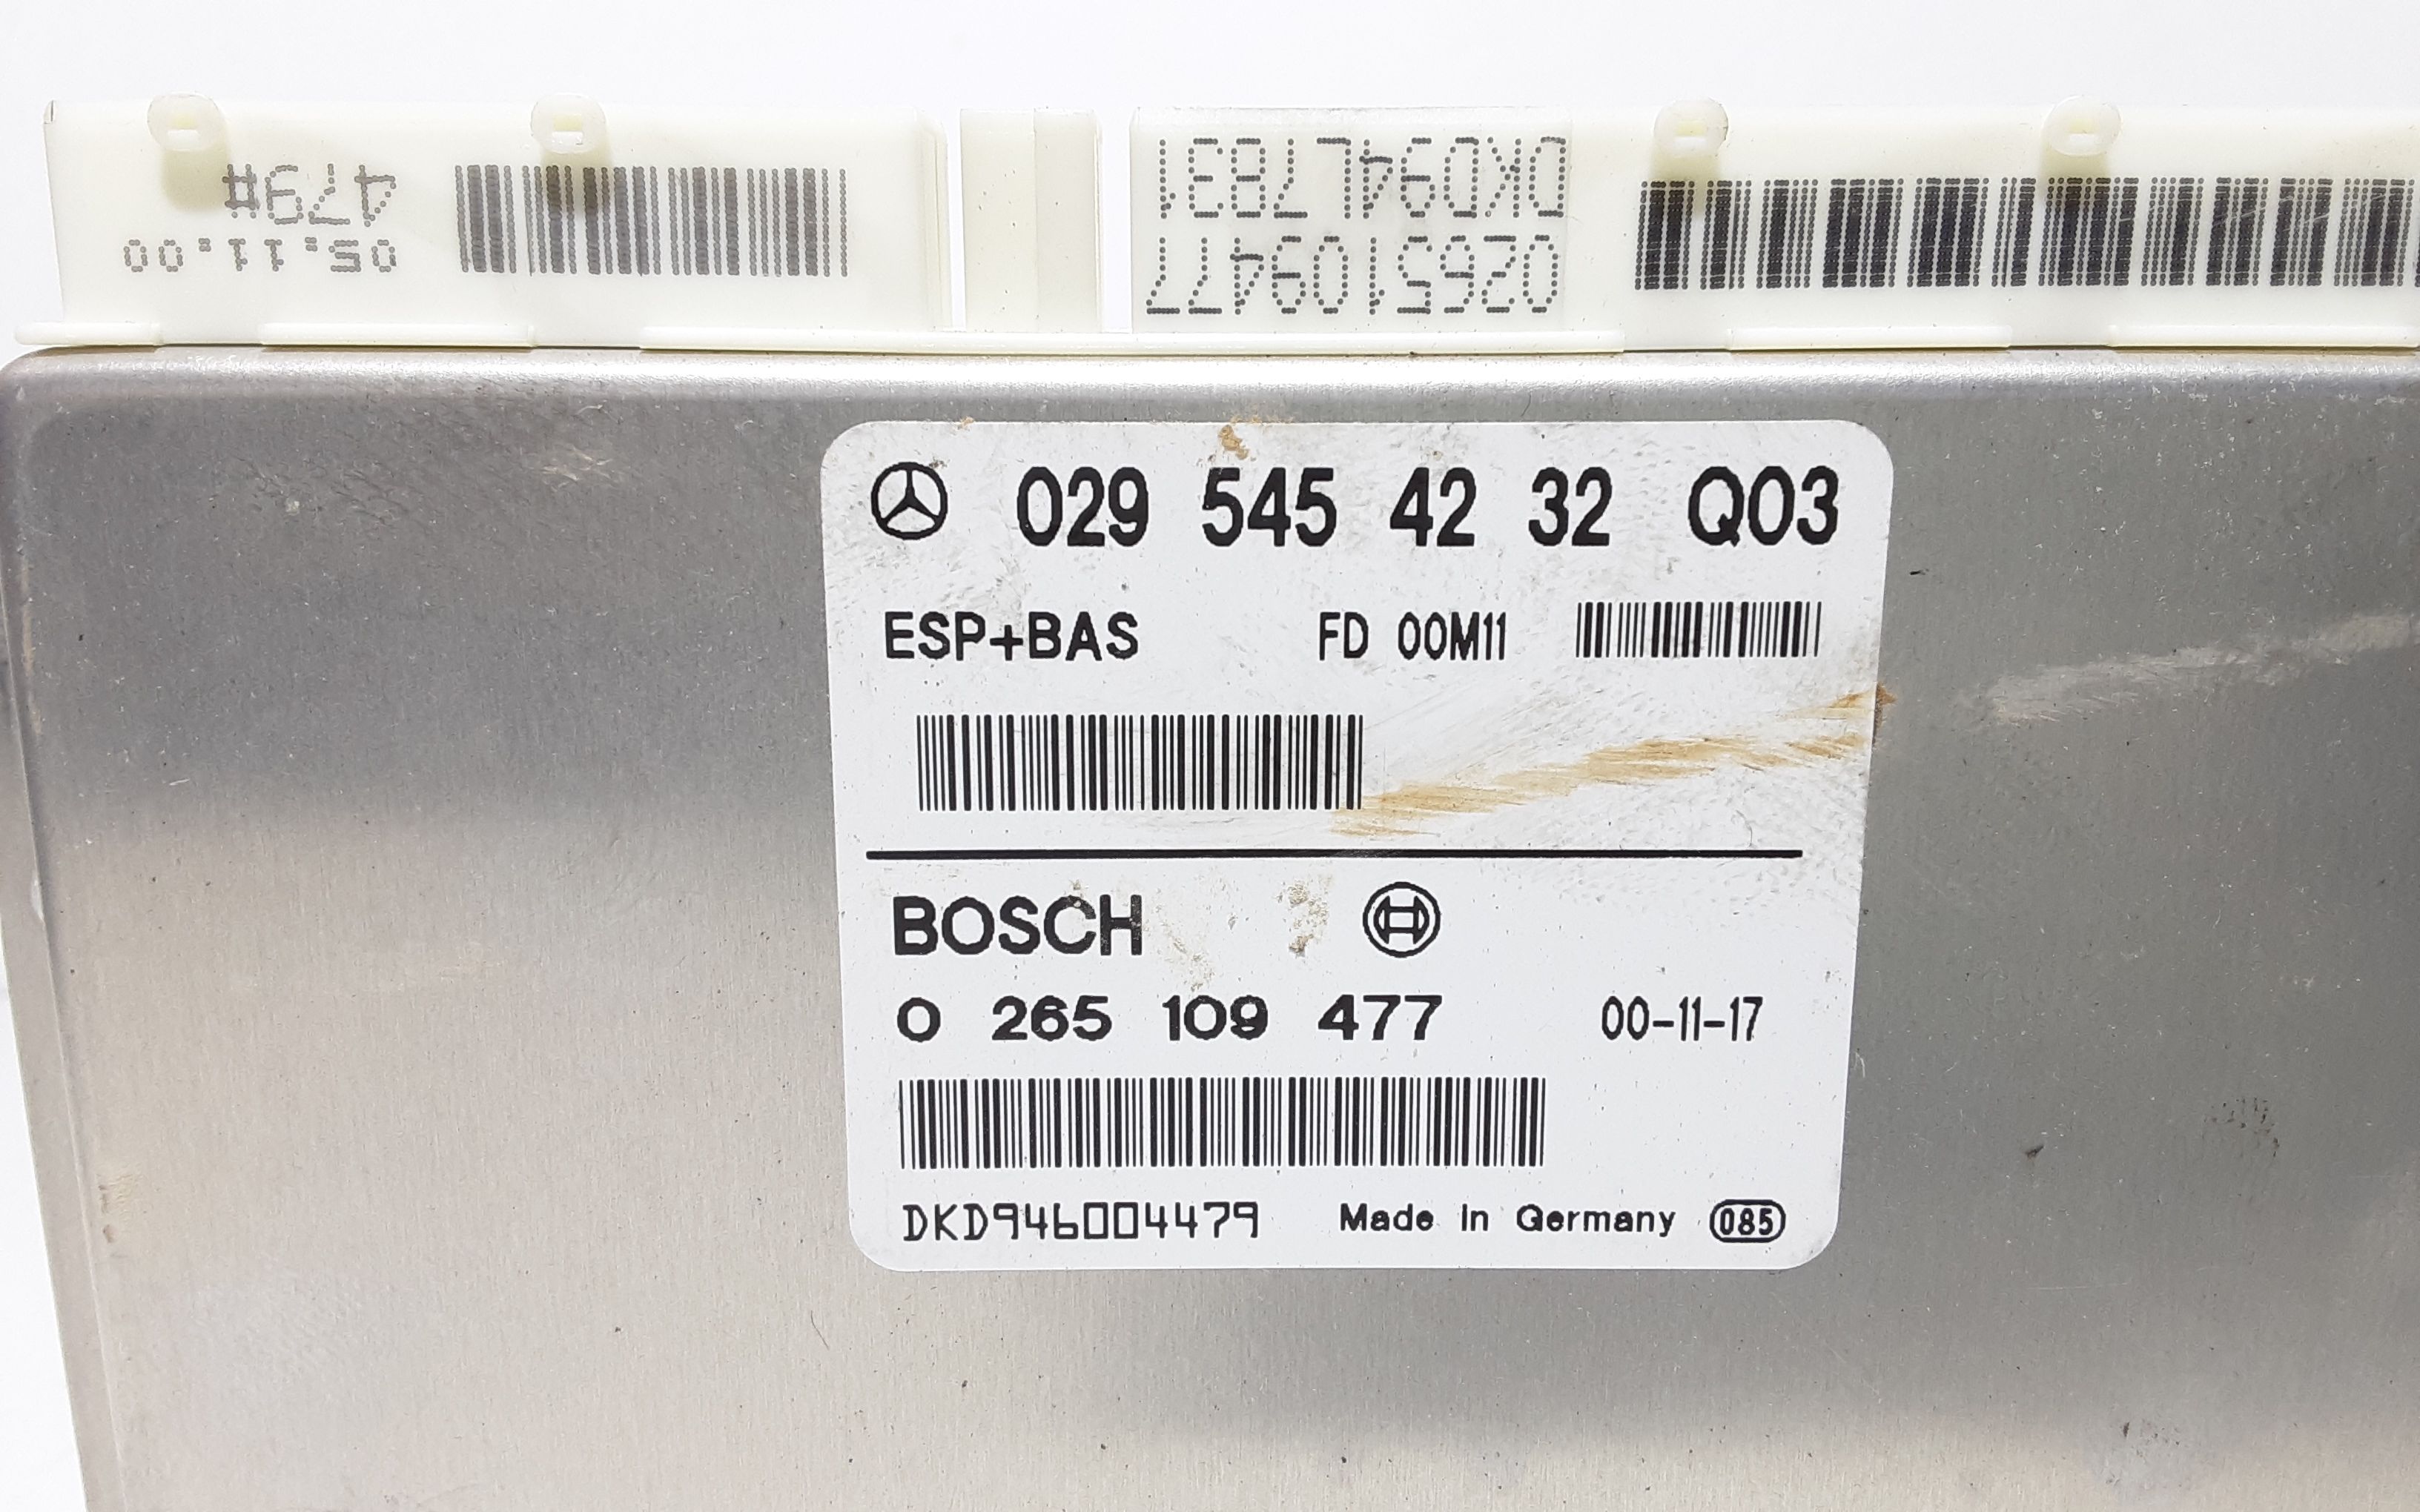 0265109477
DKD94L7831
05.11.00
479#
029 545 42 32 Q03
ESP+BAS FD 00M11
BOSCH
0 265 109 477 00-11-17
DKD946004479 Made In Germany 085